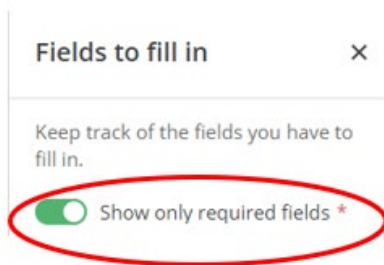 Fields to fill in
Keep track of the fields you have to
fill in.
Show only required fields *